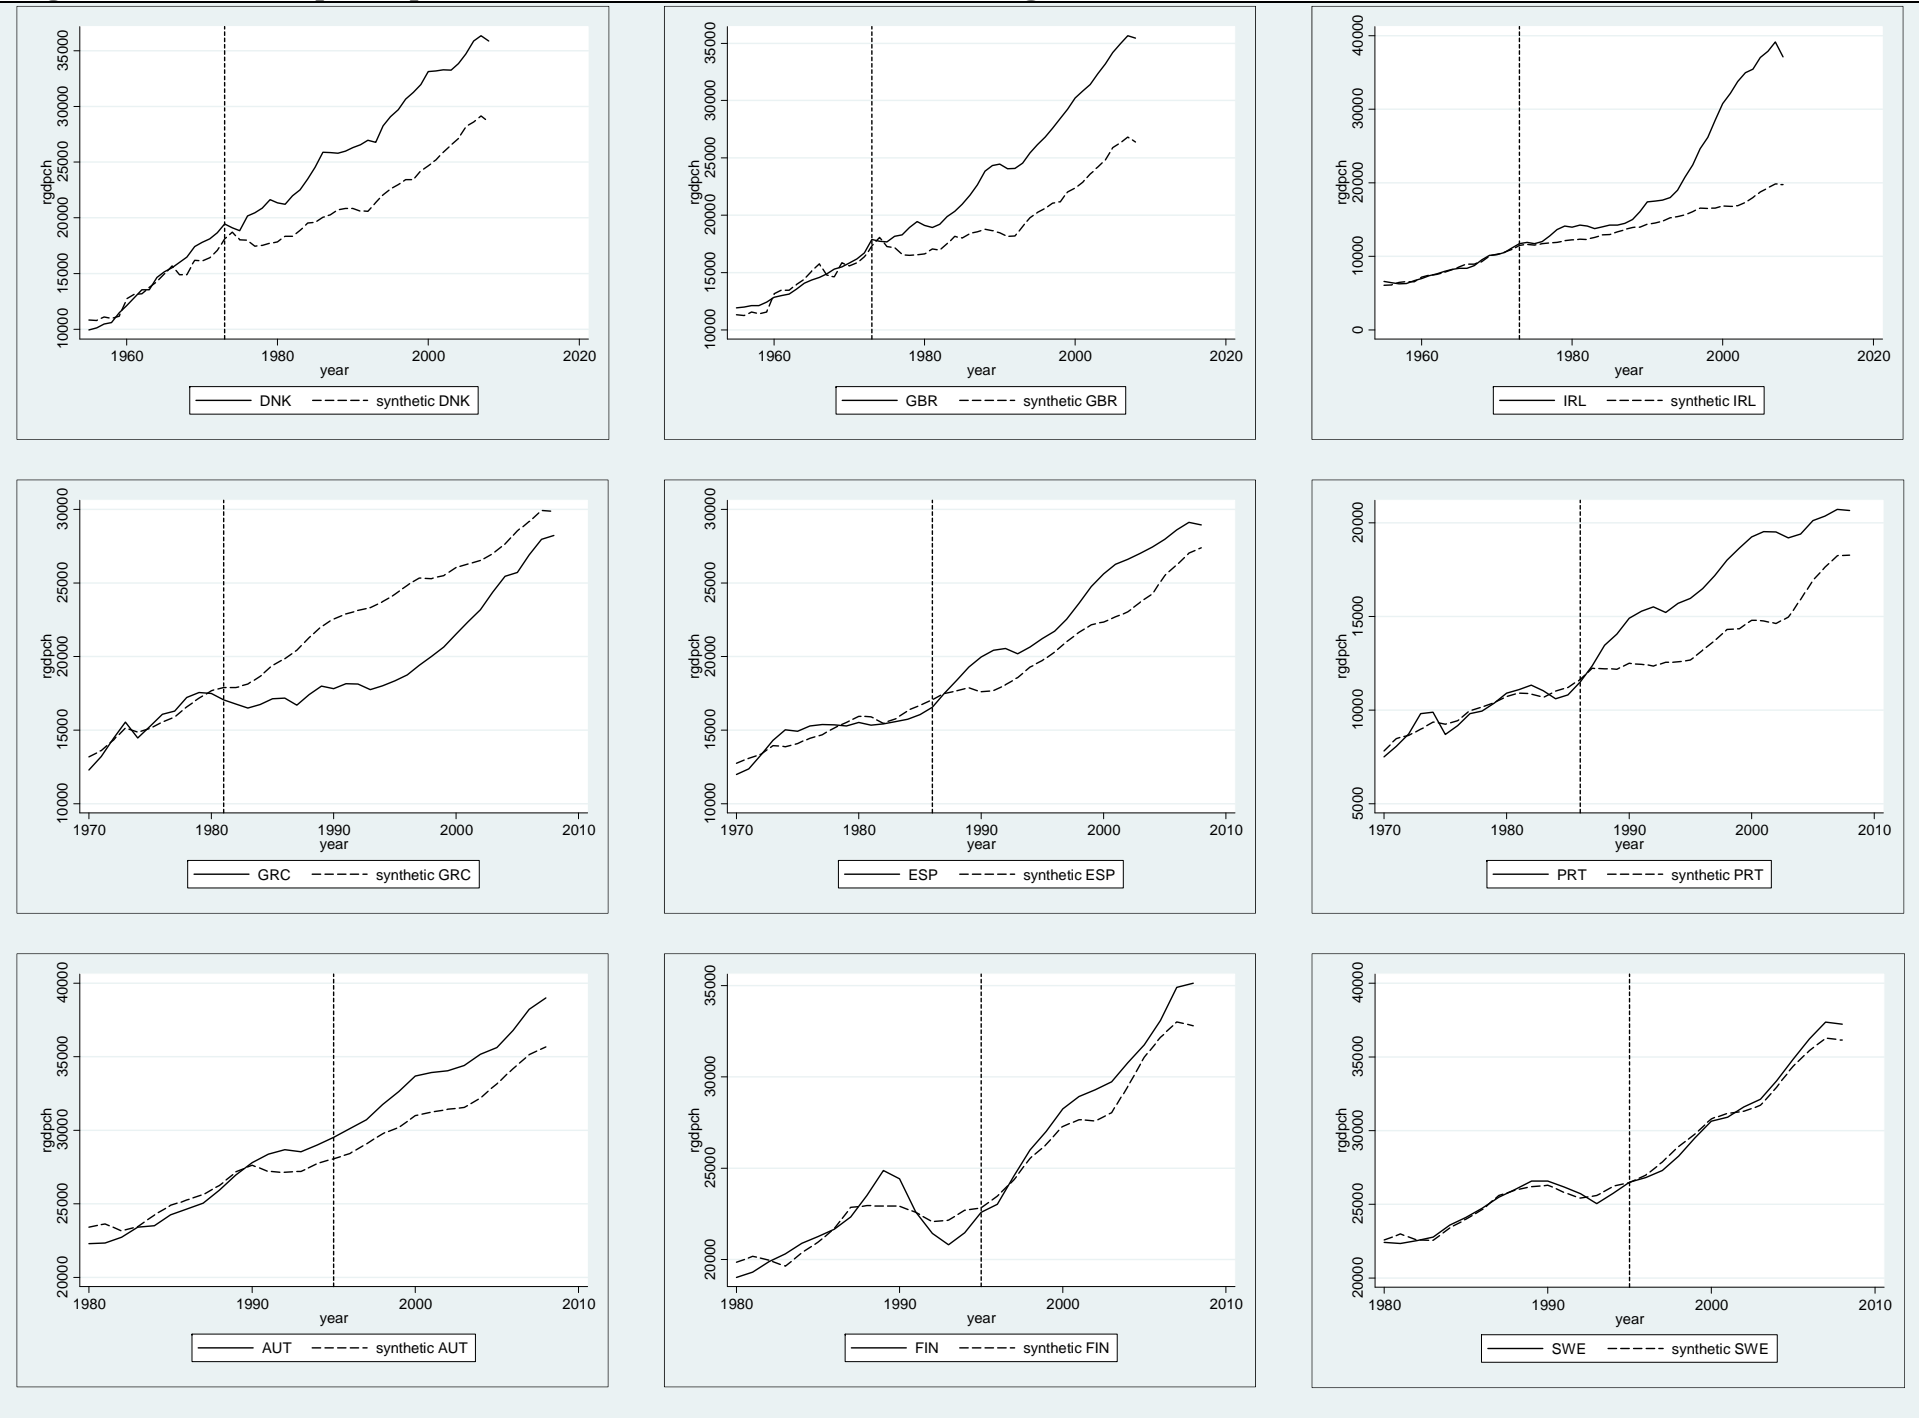 rgdpch
35000
30000
25000
20000
15000
10000
1960 1980 2000 2020
year
DNK synthetic DNK
rgdpch
35000
30000
25000
20000
15000
10000
1960 1980 2000 2020
year
GBR synthetic GBR
rgdpch
40000
30000
20000
10000
0
1960 1980 2000 2020
year
IRL synthetic IRL
rgdpch
30000
25000
20000
15000
10000
1970 1980 1990 2000 2010
year
GRC synthetic GRC
rgdpch
30000
25000
20000
15000
10000
1970 1980 1990 2000 2010
year
ESP synthetic ESP
rgdpch
20000
15000
10000
5000
1970 1980 1990 2000 2010
year
PRT synthetic PRT
rgdpch
40000
35000
30000
25000
20000
1980 1990 2000 2010
year
AUT synthetic AUT
rgdpch
35000
30000
25000
20000
1980 1990 2000 2010
year
FIN synthetic FIN
rgdpch
40000
35000
30000
25000
20000
1980 1990 2000 2010
year
SWE synthetic SWE